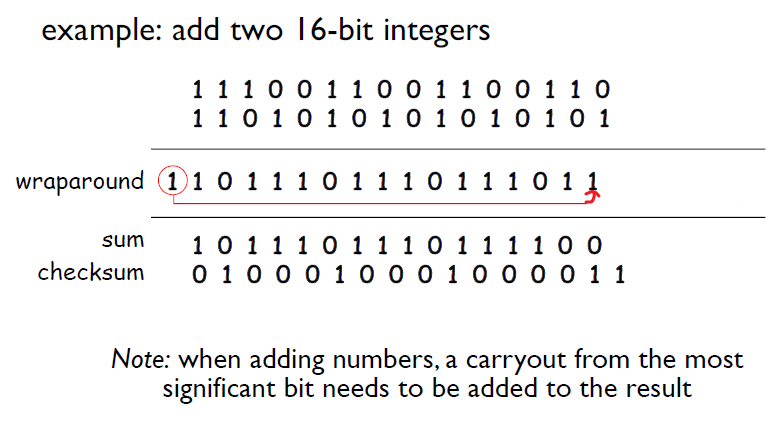 example: add two 16-bit integers
1 1 1 0 0 1 1 0 0 1 1 0 0 1 1 0
1 1 0 1 0 1 0 1 0 1 0 1 0 1 0 1
wraparound 1 1 0 1 1 1 0 1 1 1 0 1 1 1 0 1 1
sum 1 0 1 1 1 0 1 1 1 0 1 1 1 1 0 0
checksum 0 1 0 0 0 1 0 0 0 1 0 0 0 0 1 1
Note: when adding numbers, a carryout from the most
significant bit needs to be added to the result